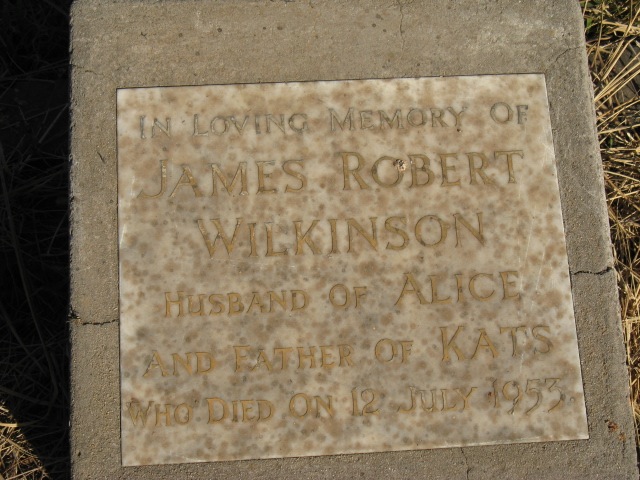 In Loving Memory Of
James Robert
Wilkinson
Husband of Alice
and Father of Kats
Who Died On 12 July 1953.